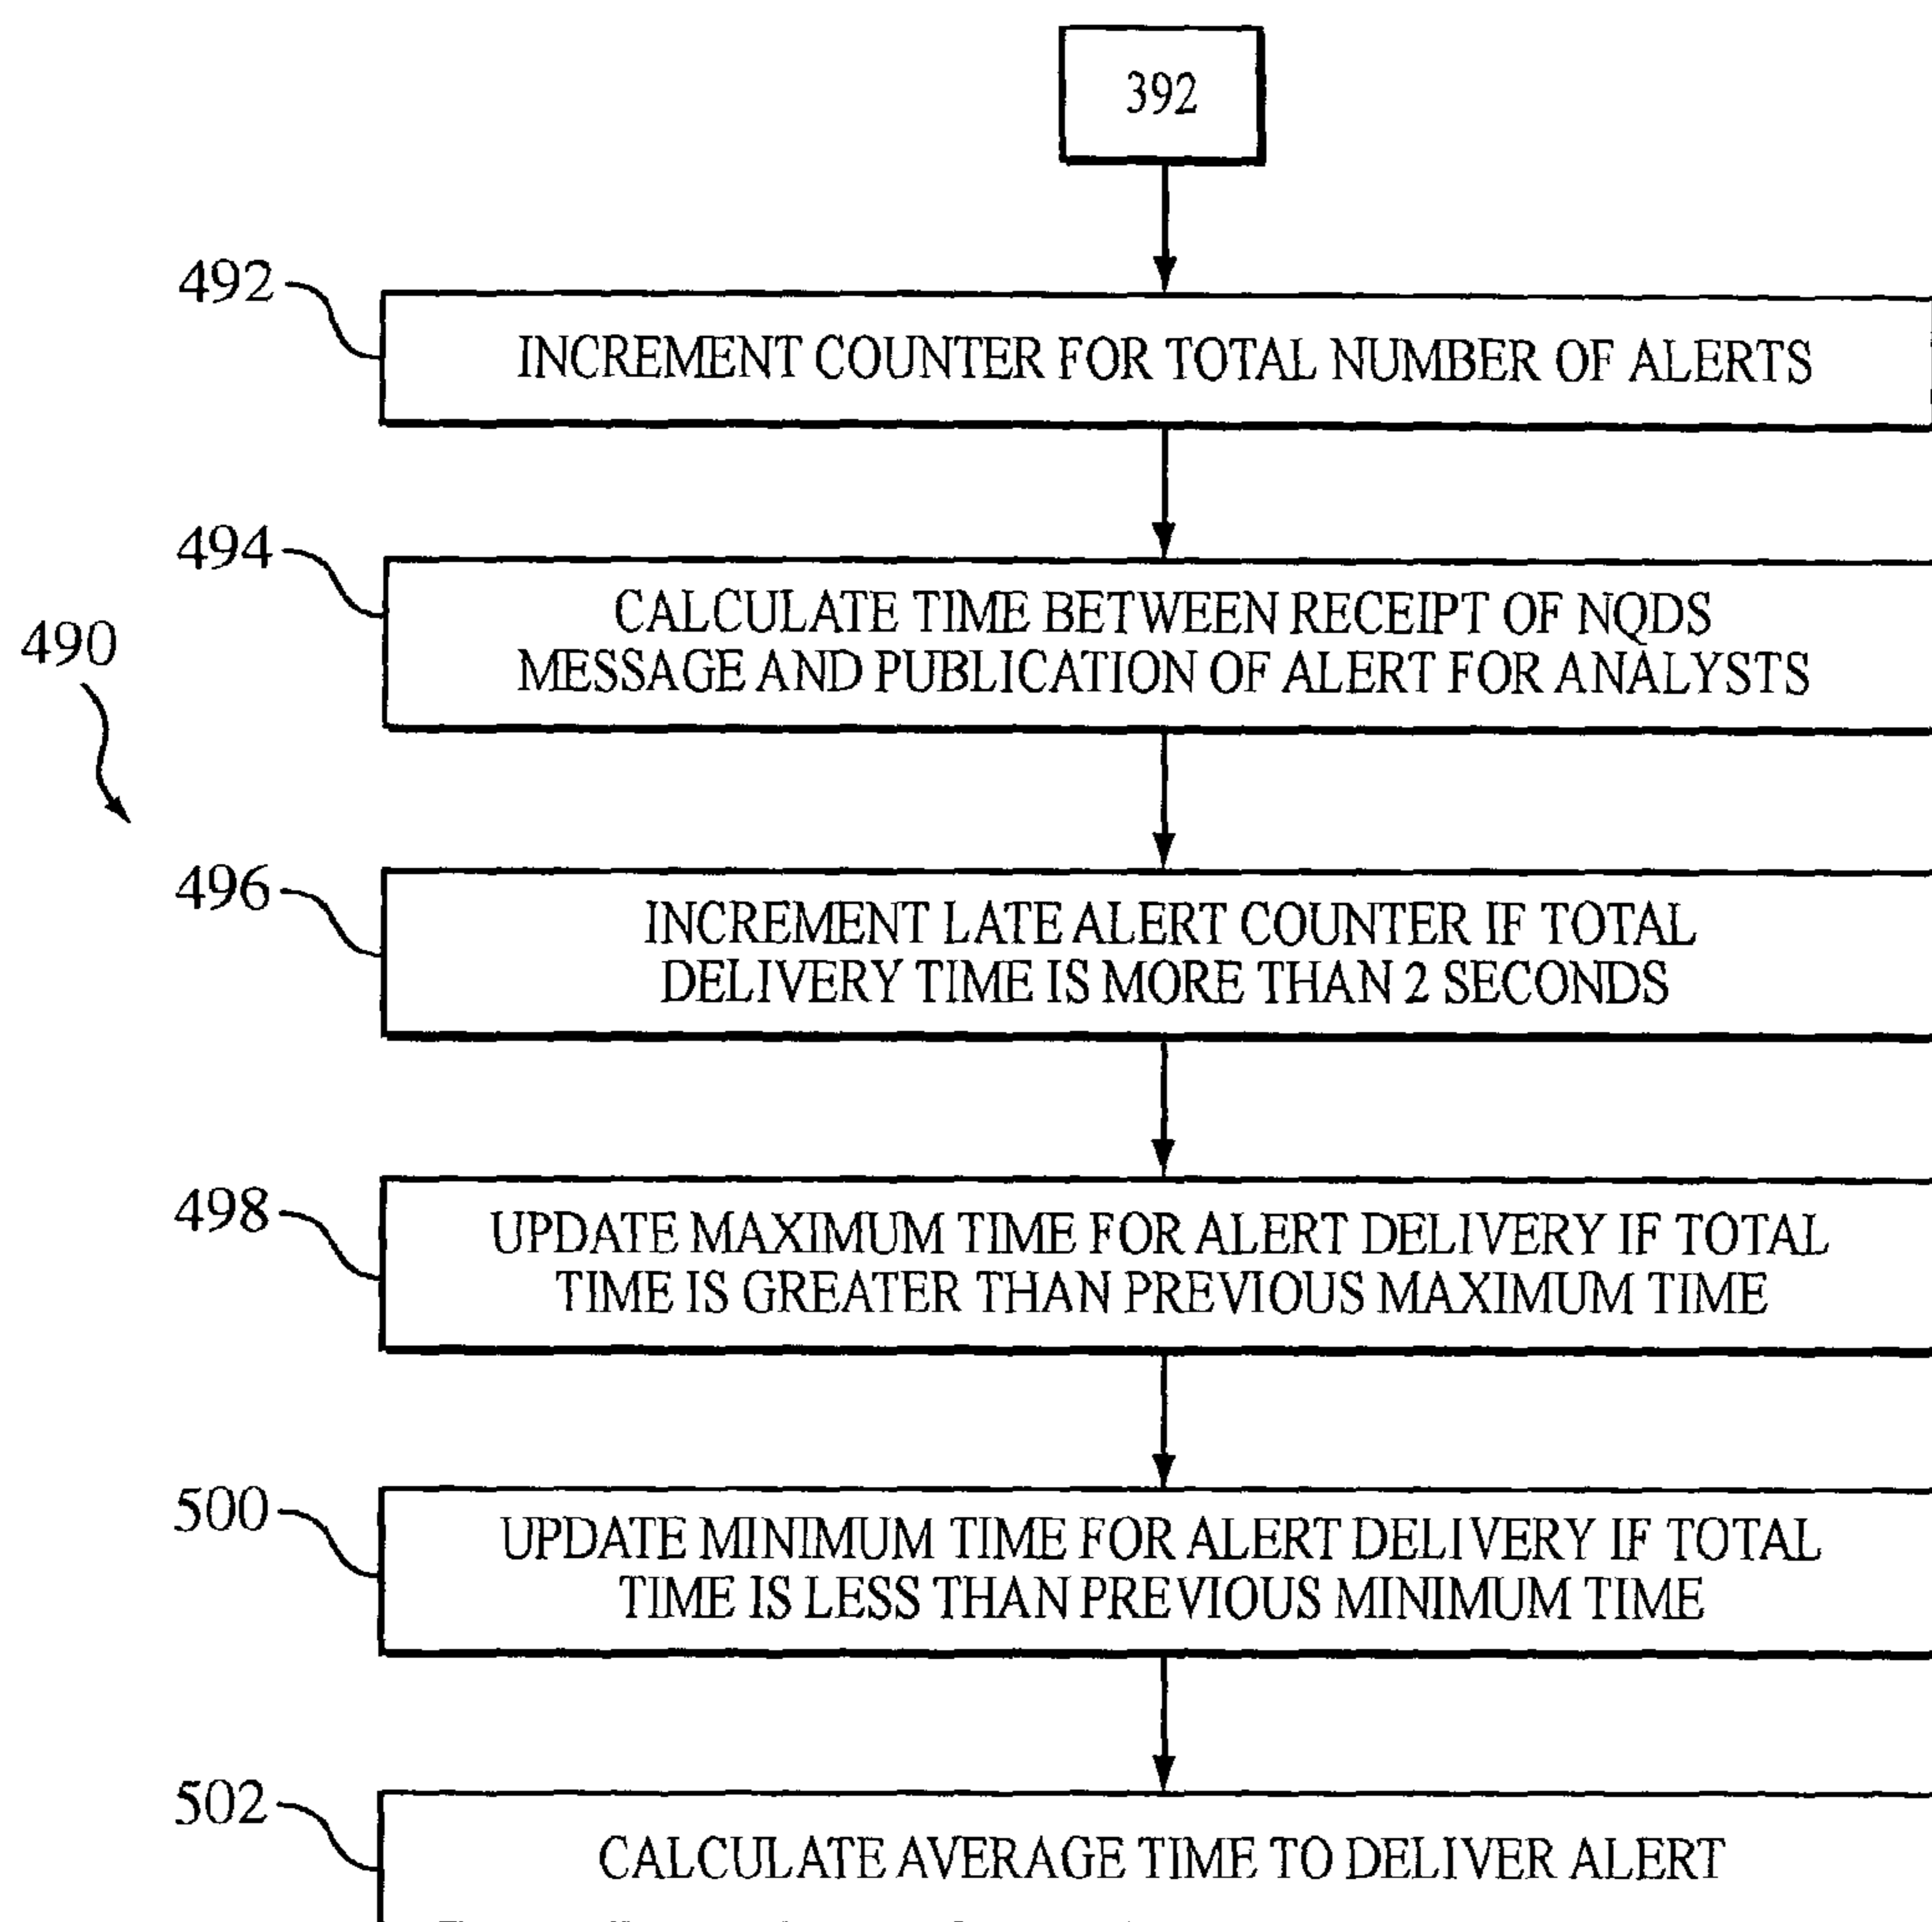 392
492
INCREMENT COUNTER FOR TOTAL NUMBER OF ALERTS
494
CALCULATE TIME BETWEEN RECEIPT OF NQDS
MESSAGE AND PUBLICATION OF ALERT FOR ANALYSTS
490
496
INCREMENT LATE ALERT COUNTER IF TOTAL
DELIVERY TIME IS MORE THAN 2 SECONDS
498
UPDATE MAXIMUM TIME FOR ALERT DELIVERY IF TOTAL
TIME IS GREATER THAN PREVIOUS MAXIMUM TIME
500
UPDATE MINIMUM TIME FOR ALERT DELIVERY IF TOTAL
TIME IS LESS THAN PREVIOUS MINIMUM TIME
502
CALCULATE AVERAGE TIME TO DELIVER ALERT